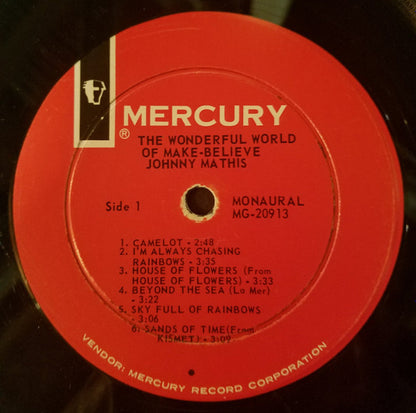 MERCURY
®
THE WONDERFUL WORLD
OF MAKE-BELIEVE
JOHNNY MATHIS
Side 1
MONAURAL
MG-20913
1. CAMELOT - 2:48
2. I'M ALWAYS CHASING
RAINBOWS - 3:35
3. HOUSE OF FLOWERS (From
HOUSE OF FLOWERS) - 3:33
4. BEYOND THE SEA (La Mer)
- 3:22
5. SKY FULL OF RAINBOWS
- 3:06
6. SANDS OF TIME(From
KISMET) - 3:09
VENDOR: MERCURY RECORD CORPORATION